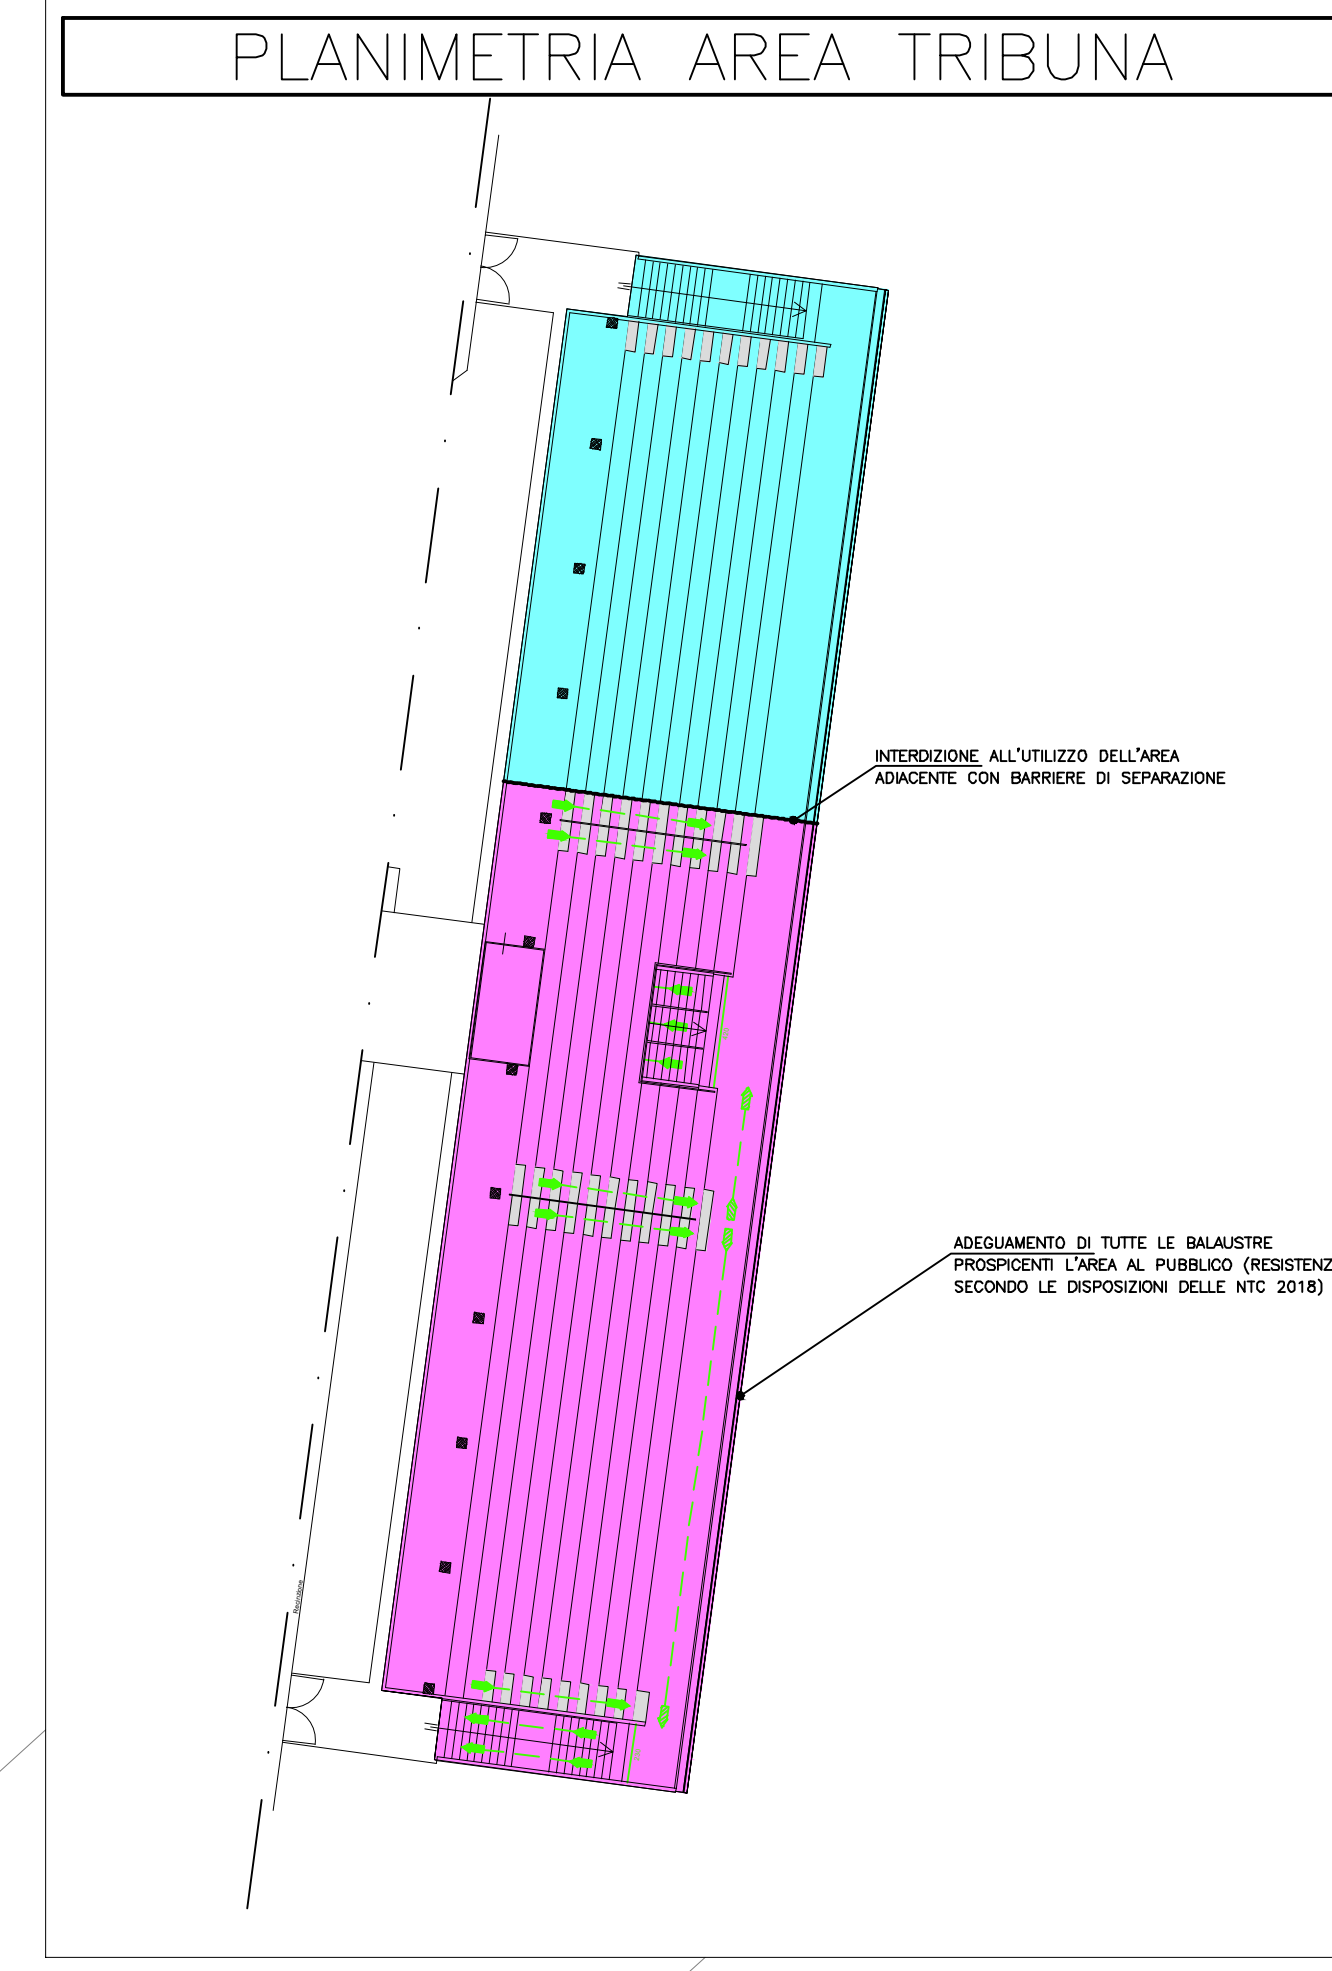 PLANIMETRIA AREA TRIBUNA
INTERDIZIONE ALL'UTILIZZO DELL'AREA
ADIACENTE CON BARRIERE DI SEPARAZIONE
ADEGUAMENTO DI TUTTE LE BALAUSTRE
PROSPICENTI L'AREA AL PUBBLICO (RESISTENZ
SECONDO LE DISPOSIZIONI DELLE NTC 2018)
Recinzione